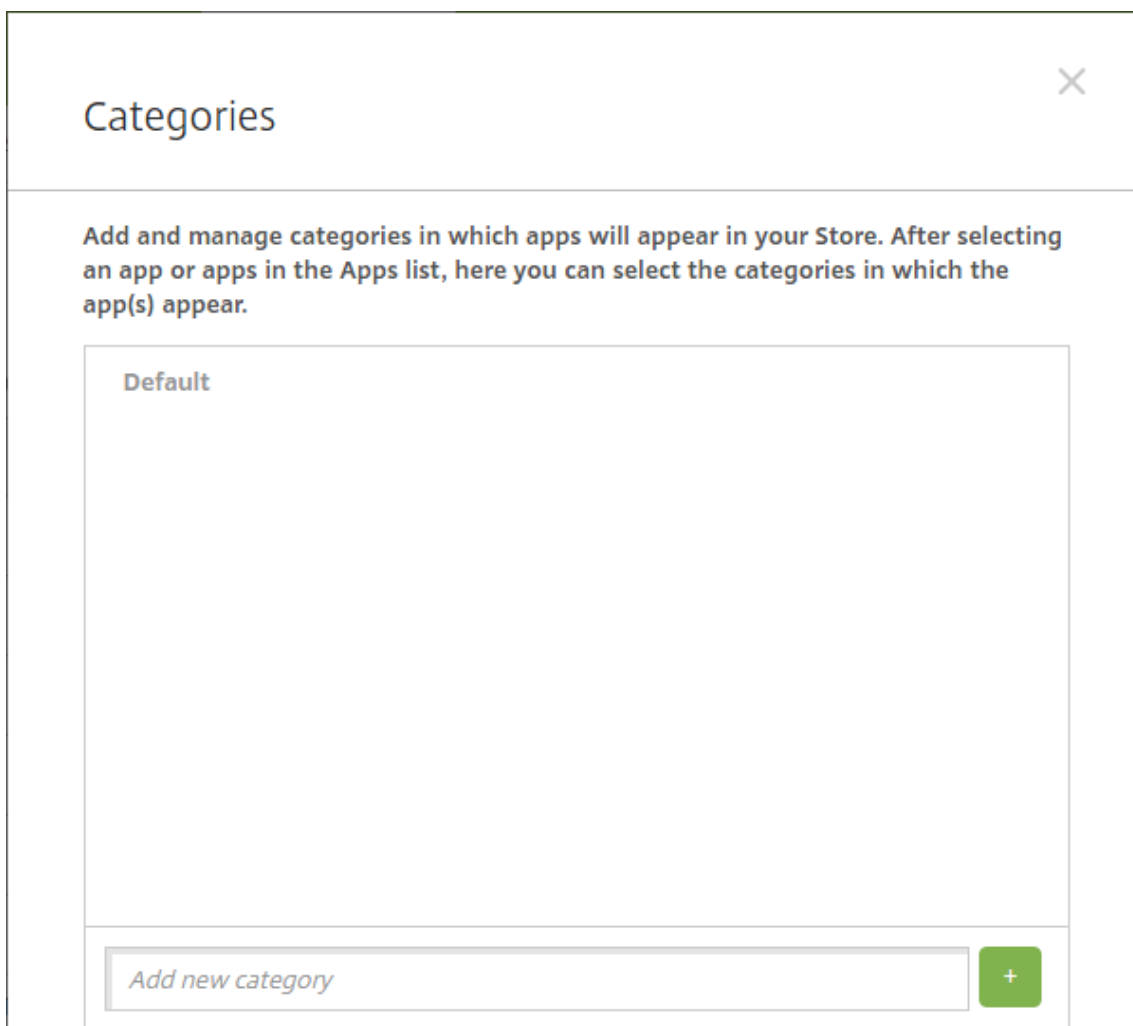 Categories
Add and manage categories in which apps will appear in your Store. After selecting
an app or apps in the Apps list, here you can select the categories in which the
app(s) appear.
Default
Add new category
+